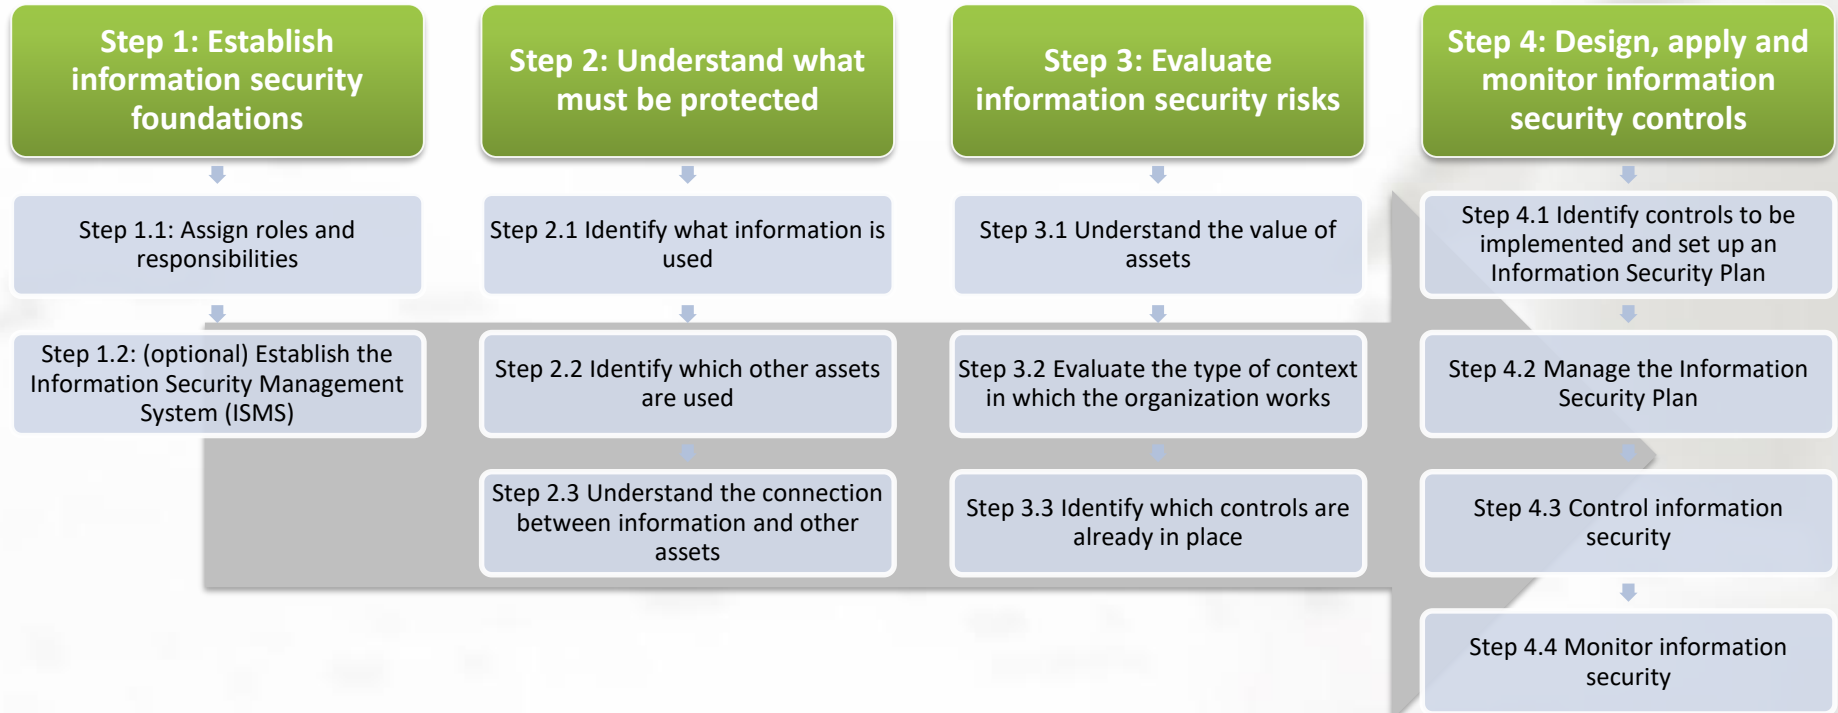 Step 1: Establish
information security
foundations
Step 1.1: Assign roles and
responsibilities
Step 1.2: (optional) Establish the
Information Security Management
System (ISMS)
Step 2: Understand what
must be protected
Step 2.1 Identify what information is
used
Step 2.2 Identify which other assets
are used
Step 2.3 Understand the connection
between information and other
assets
Step 3: Evaluate
information security risks
Step 3.1 Understand the value of
assets
Step 3.2 Evaluate the type of context
in which the organization works
Step 3.3 Identify which controls are
already in place
Step 4: Design, apply and
monitor information
security controls
Step 4.1 Identify controls to be
implemented and set up an
Information Security Plan
Step 4.2 Manage the Information
Security Plan
Step 4.3 Control information
security
Step 4.4 Monitor information
security